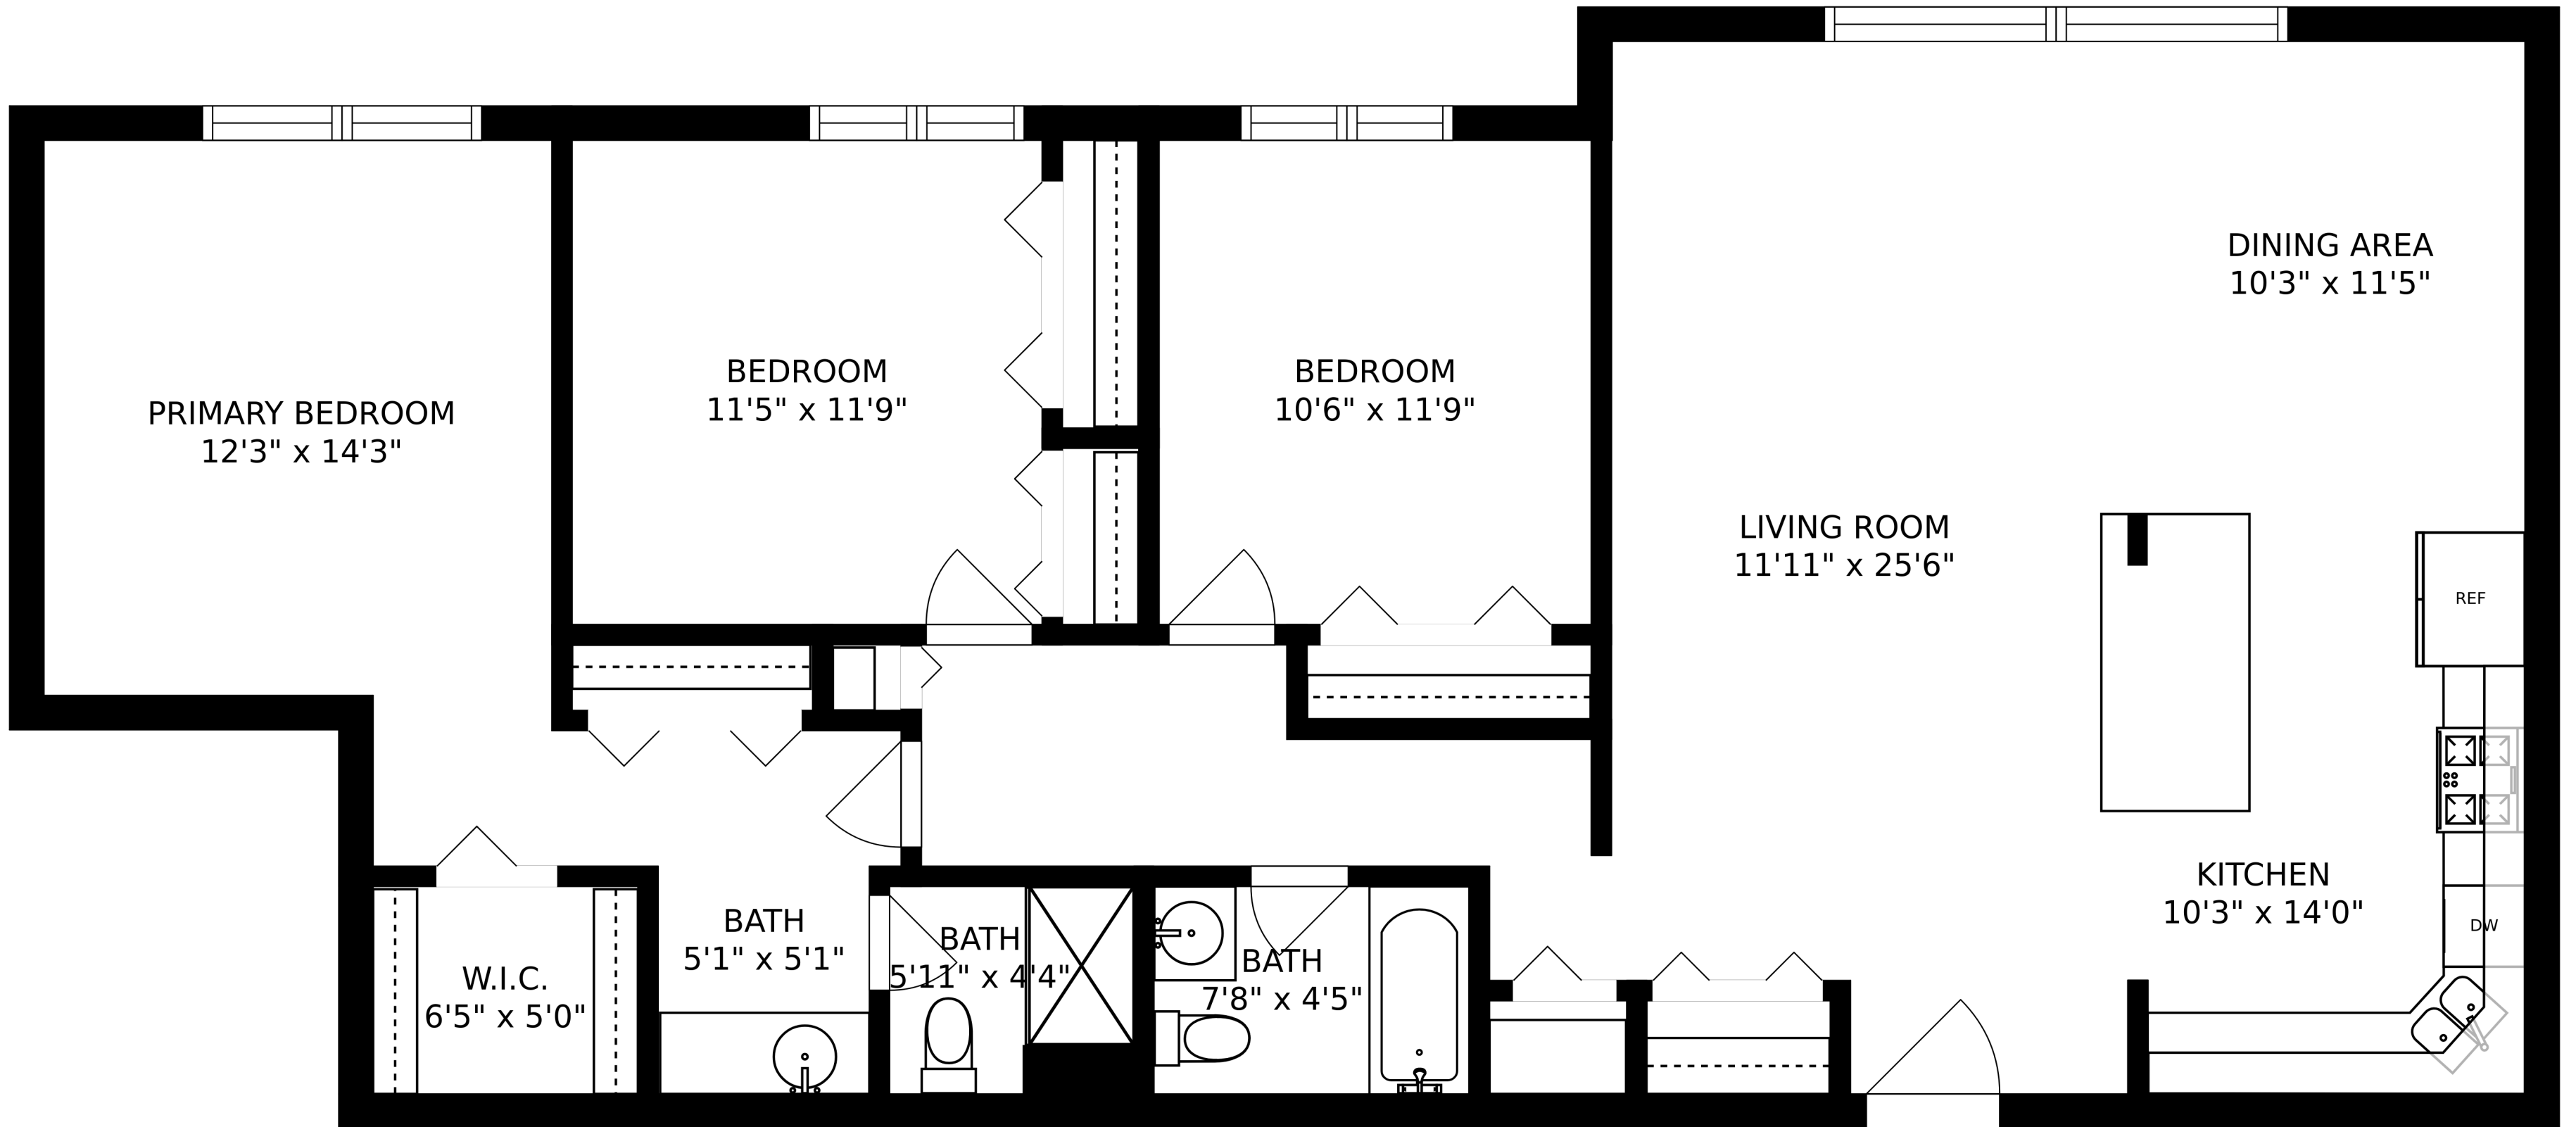 DINING AREA
10'3" x 11'5"
PRIMARY BEDROOM
12'3" x 14'3"
BEDROOM
11'5" x 11'9"
BEDROOM
10'6" x 11'9"
LIVING ROOM
11'11" x 25'6"
REF
KITCHEN
10'3" x 14'0"
DW
W.I.C.
6'5" x 5'0"
BATH
5'1" x 5'1"
BATH
5'11" x 4'4"
BATH
7'8" x 4'5"